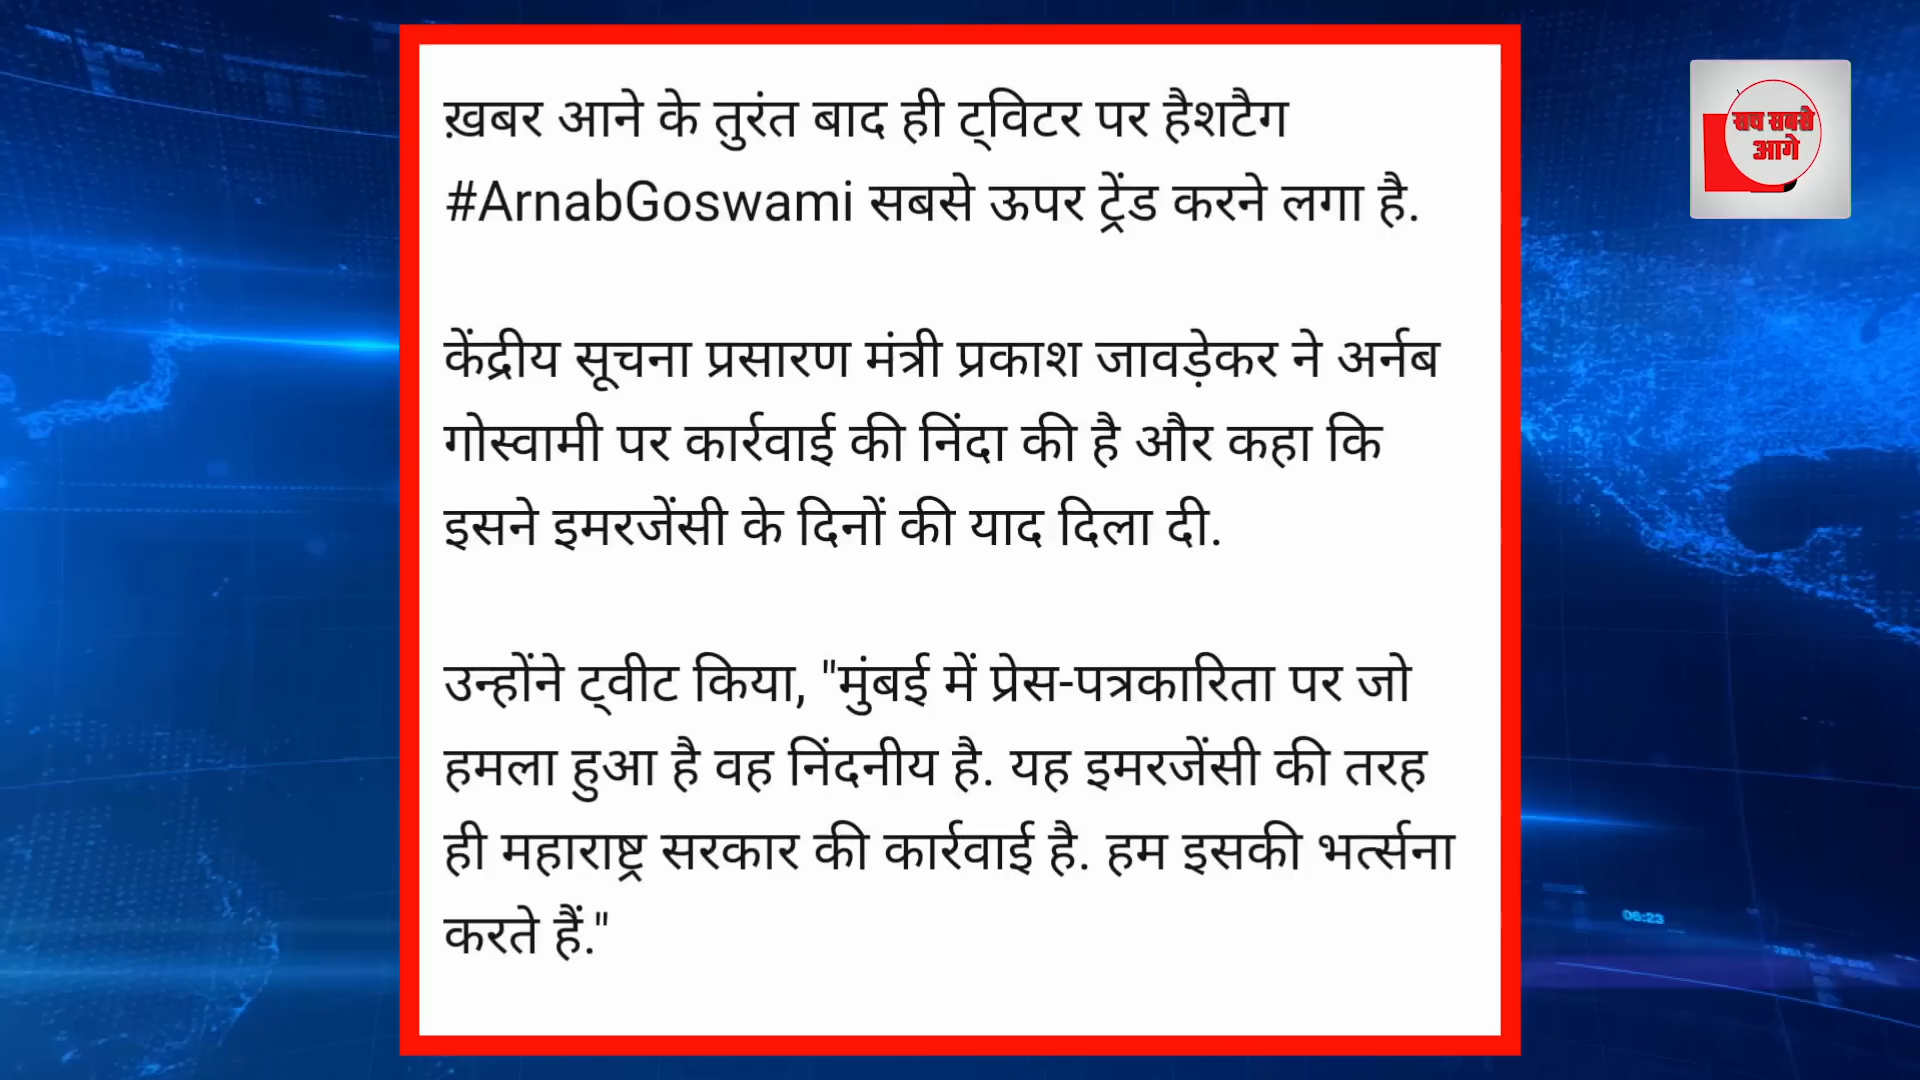 ख़बर आने के तुरंत बाद ही ट्विटर पर हैशटैग
#ArnabGoswami सबसे ऊपर ट्रेंड करने लगा है.
केंद्रीय सूचना प्रसारण मंत्री प्रकाश जावड़ेकर ने अर्नब
गोस्वामी पर कार्रवाई की निंदा की है और कहा कि
इसने इमरजेंसी के दिनों की याद दिला दी.
उन्होंने ट्वीट किया, "मुंबई में प्रेस-पत्रकारिता पर जो
हमला हुआ है वह निंदनीय है. यह इमरजेंसी की तरह
ही महाराष्ट्र सरकार की कार्रवाई है. हम इसकी भर्त्सना
करते हैं."
सच सबसे
आगे
06:23